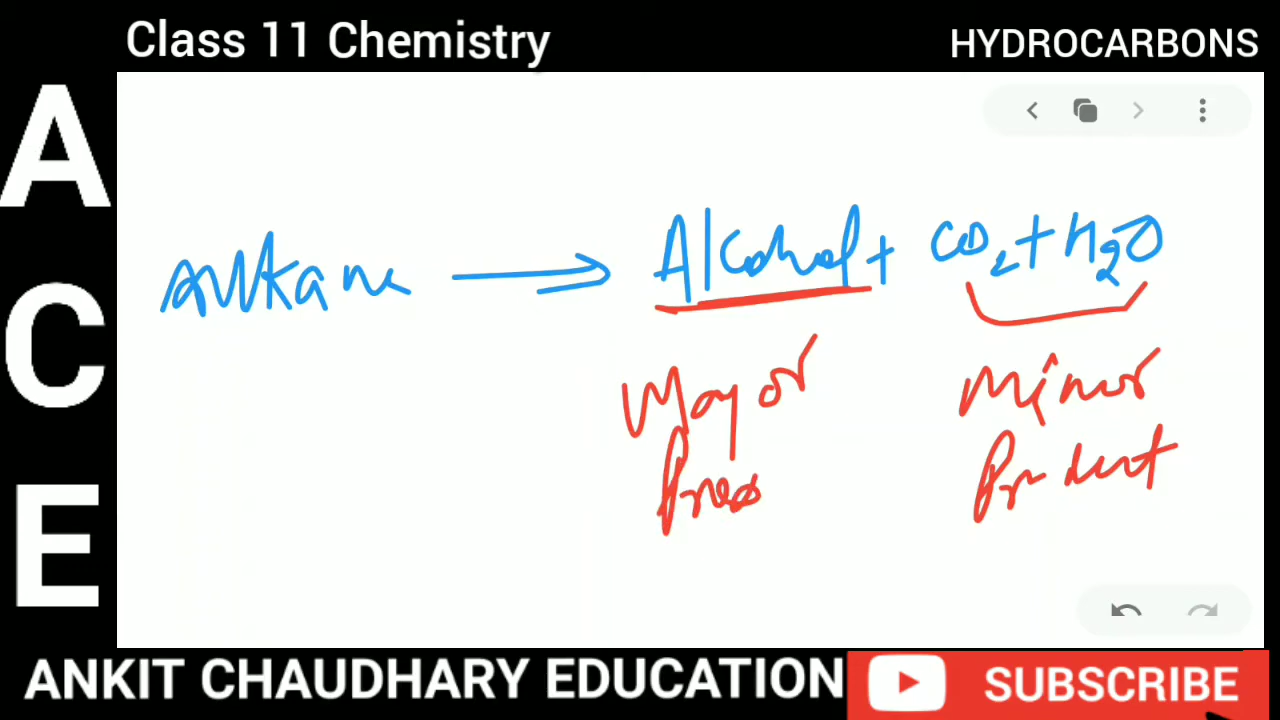 Class 11 Chemistry
HYDROCARBONS
A
C
E
Alkane ⟶ Alcohol + CO₂ + H₂O
Major Minor
Product
ANKIT CHAUDHARY EDUCATION
SUBSCRIBE